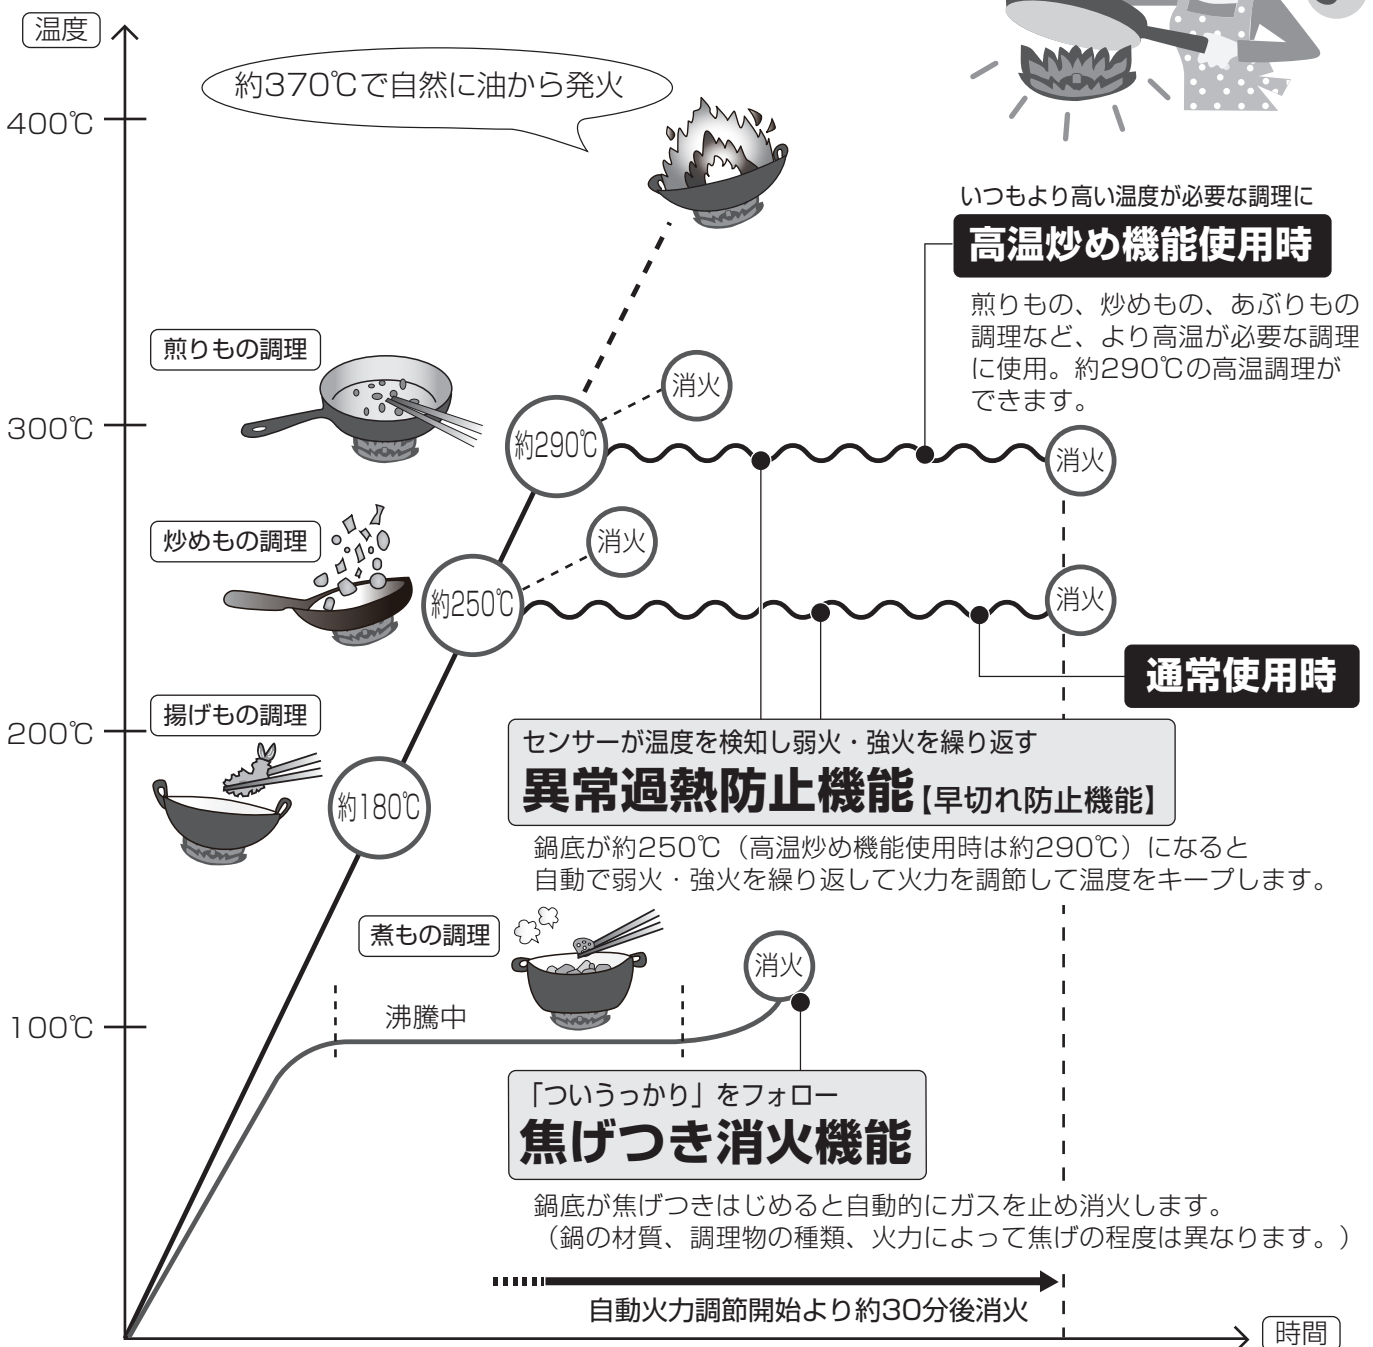 温度
約370℃で自然に油から発火
400℃
いつもより高い温度が必要な調理に
高温炒め機能使用時
煎りもの、炒めもの、あぶりもの
調理など、より高温が必要な調理
に使用。約290℃の高温調理が
できます。
煎りもの調理
消火
300℃
約290℃
消火
炒めもの調理
消火
約250℃
消火
通常使用時
揚げもの調理
200℃
約180℃
センサーが温度を検知し弱火・強火を繰り返す
異常過熱防止機能【早切れ防止機能】
鍋底が約250℃（高温炒め機能使用時は約290℃）になると
自動で弱火・強火を繰り返して火力を調節して温度をキープします。
煮もの調理
消火
沸騰中
100℃
「ついうっかり」をフォロー
焦げつき消火機能
鍋底が焦げつきはじめると自動的にガスを止め消火します。
（鍋の材質、調理物の種類、火力によって焦げの程度は異なります。）
自動火力調節開始より約30分後消火
時間